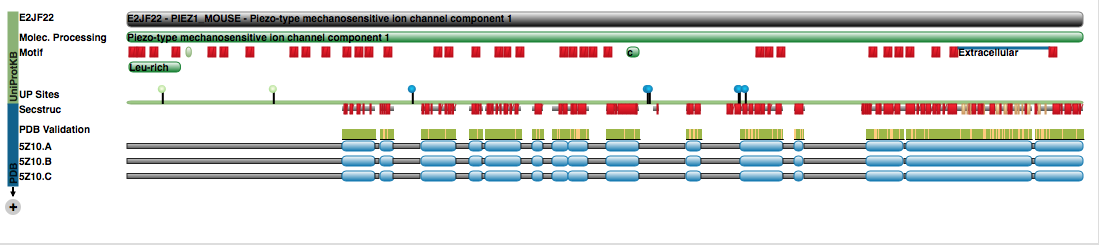 E2JF22
E2JF22 - PIEZ1_MOUSE - Piezo-type mechanosensitive ion channel component 1
Molec. Processing
Piezo-type mechanosensitive ion channel component 1
Motif
c
Extracellular
Leu-rich
UniProtKB
UP Sites
Secstruc
PDB Validation
5Z10.A
5Z10.B
5Z10.C
PDB
+